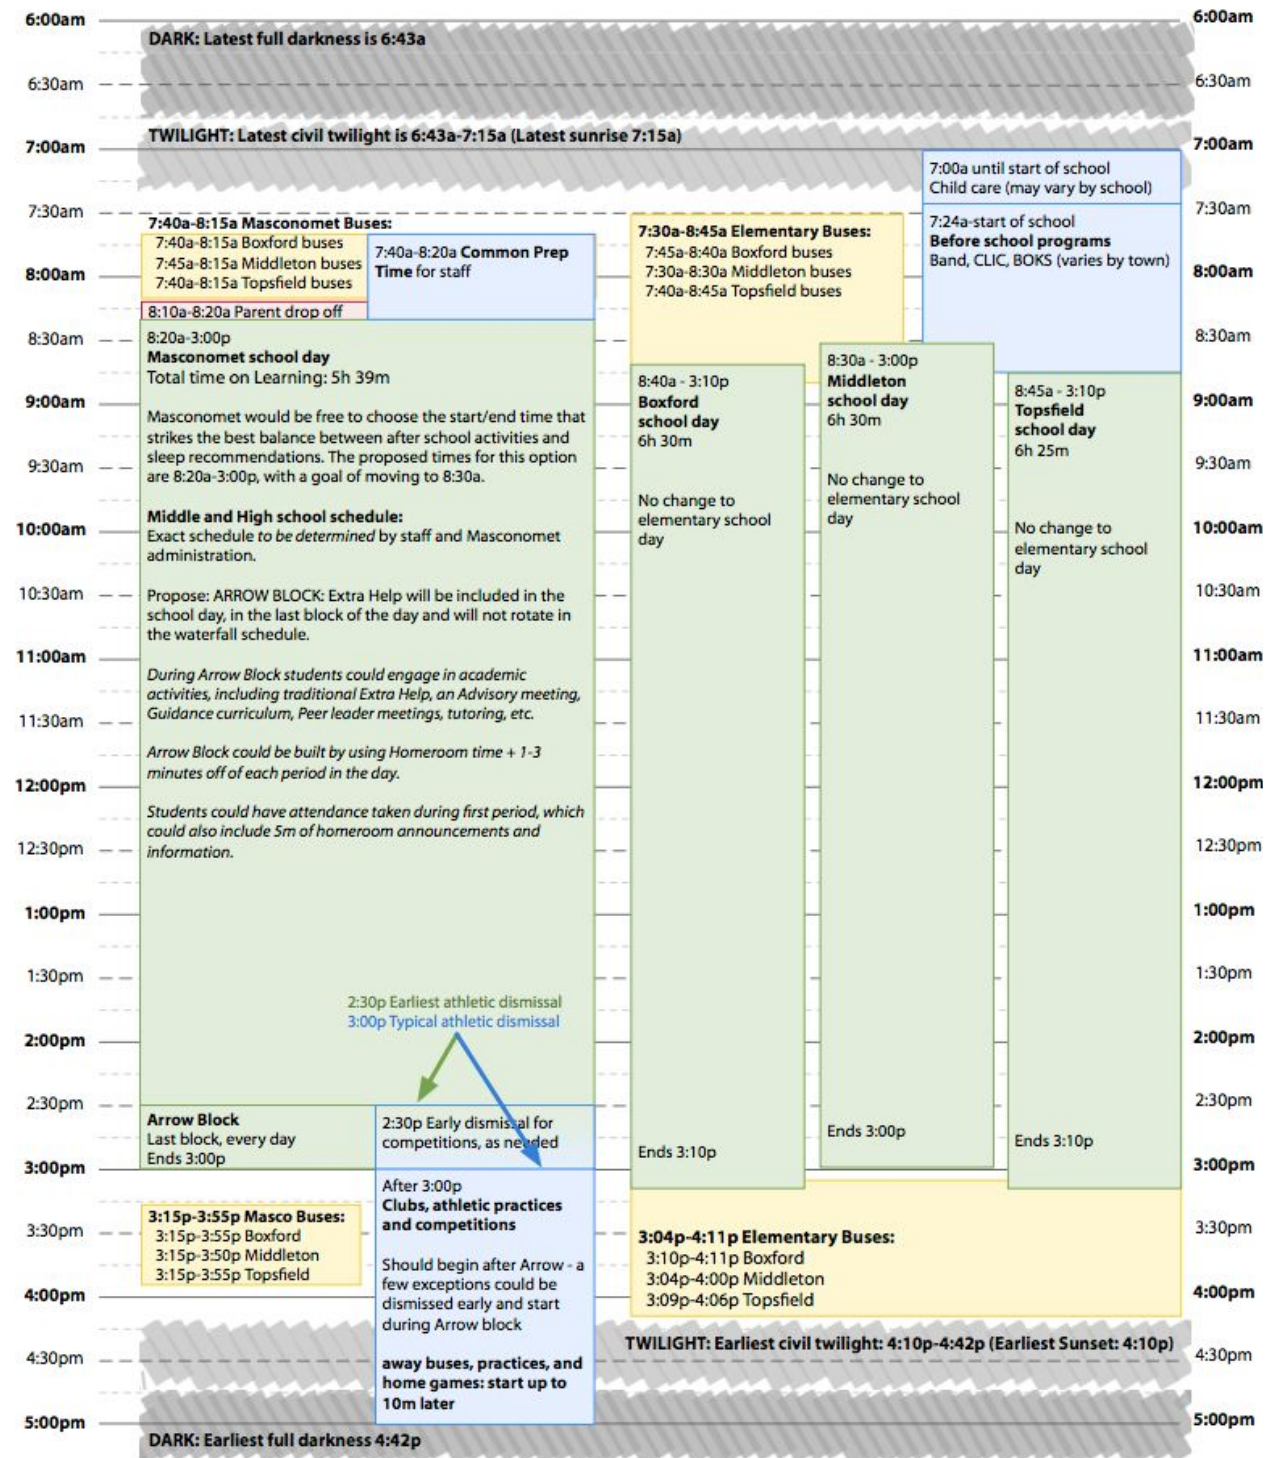 6:00am
6:30am
7:00am
7:30am
8:00am
8:30am
9:00am
9:30am
10:00am
10:30am
11:00am
11:30am
12:00pm
12:30pm
1:00pm
1:30pm
2:00pm
2:30pm
3:00pm
3:30pm
4:00pm
4:30pm
5:00pm
DARK: Latest full darkness is 6:43a
TWILIGHT: Latest civil twilight is 6:43a-7:15a (Latest sunrise 7:15a)
7:40a-8:15a Masconomet Buses:
7:40a-8:15a Boxford buses
7:45a-8:15a Middleton buses
7:40a-8:15a Topsfield buses
7:40a-8:20a Common Prep
Time for staff
8:10a-8:20a Parent drop off
8:20a-3:00p
Masconomet school day
Total time on Learning: 5h 39m
Masconomet would be free to choose the start/end time that
strikes the best balance between after school activities and
sleep recommendations. The proposed times for this option
are 8:20a-3:00p, with a goal of moving to 8:30a.
Middle and High school schedule:
Exact schedule to be determined by staff and Masconomet
administration.
Propose: ARROW BLOCK: Extra Help will be included in the
school day, in the last block of the day and will not rotate in
the waterfall schedule.
During Arrow Block students could engage in academic
activities, including traditional Extra Help, an Advisory meeting,
Guidance curriculum, Peer leader meetings, tutoring, etc.
Arrow Block could be built by using Homeroom time + 1-3
minutes off of each period in the day.
Students could have attendance taken during first period, which
could also include 5m of homeroom announcements and
information.
2:30p Earliest athletic dismissal
3:00p Typical athletic dismissal
Arrow Block
Last block, every day
Ends 3:00p
2:30p Early dismissal for
competitions, as needed
After 3:00p
Clubs, athletic practices
and competitions
Should begin after Arrow - a
few exceptions could be
dismissed early and start
during Arrow block
away buses, practices, and
home games: start up to
10m later
3:15p-3:55p Masco Buses:
3:15p-3:55p Boxford
3:15p-3:50p Middleton
3:15p-3:55p Topsfield
7:30a-8:45a Elementary Buses:
7:45a-8:40a Boxford buses
7:30a-8:30a Middleton buses
7:40a-8:45a Topsfield buses
7:00a until start of school
Child care (may vary by school)
7:24a-start of school
Before school programs
Band, CLIC, BOKS (varies by town)
8:40a - 3:10p
Boxford
school day
6h 30m
No change to
elementary school
day
Ends 3:10p
8:30a - 3:00p
Middleton
school day
6h 30m
No change to
elementary school
day
Ends 3:00p
8:45a - 3:10p
Topsfield
school day
6h 25m
No change to
elementary school
day
Ends 3:10p
3:04p-4:11p Elementary Buses:
3:10p-4:11p Boxford
3:04p-4:00p Middleton
3:09p-4:06p Topsfield
TWILIGHT: Earliest civil twilight: 4:10p-4:42p (Earliest Sunset: 4:10p)
DARK: Earliest full darkness 4:42p
6:00am
6:30am
7:00am
7:30am
8:00am
8:30am
9:00am
9:30am
10:00am
10:30am
11:00am
11:30am
12:00pm
12:30pm
1:00pm
1:30pm
2:00pm
2:30pm
3:00pm
3:30pm
4:00pm
4:30pm
5:00pm